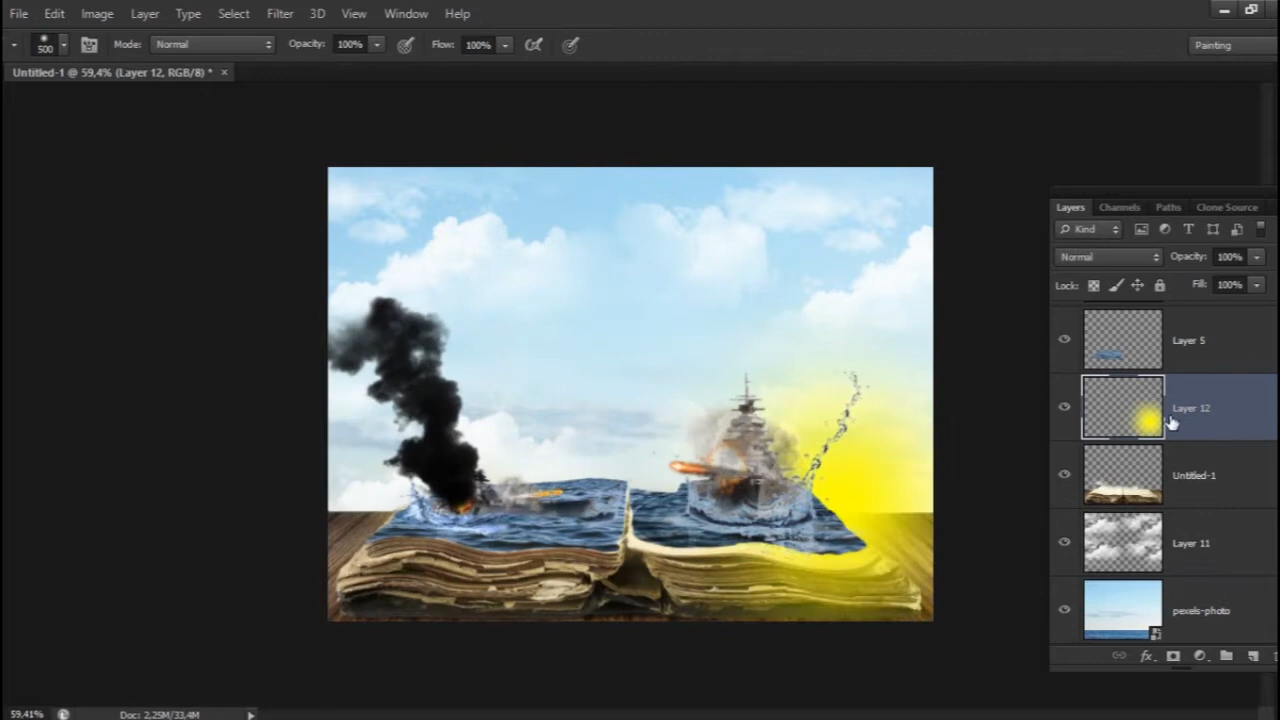 File Edit Image Layer Type Select Filter 3D View Window Help
500 Mode: Normal Opacity: 100% Flow: 100% Painting
Untitled-1 @ 59,4% (Layer 12, RGB/8) * ×
Layers Channels Paths Clone Source
Kind
Normal Opacity: 100%
Lock: Fill: 100%
Layer 5
Layer 12
Untitled-1
Layer 11
pexels-photo
fx
59,41% Doc: 2,25M/33,4M